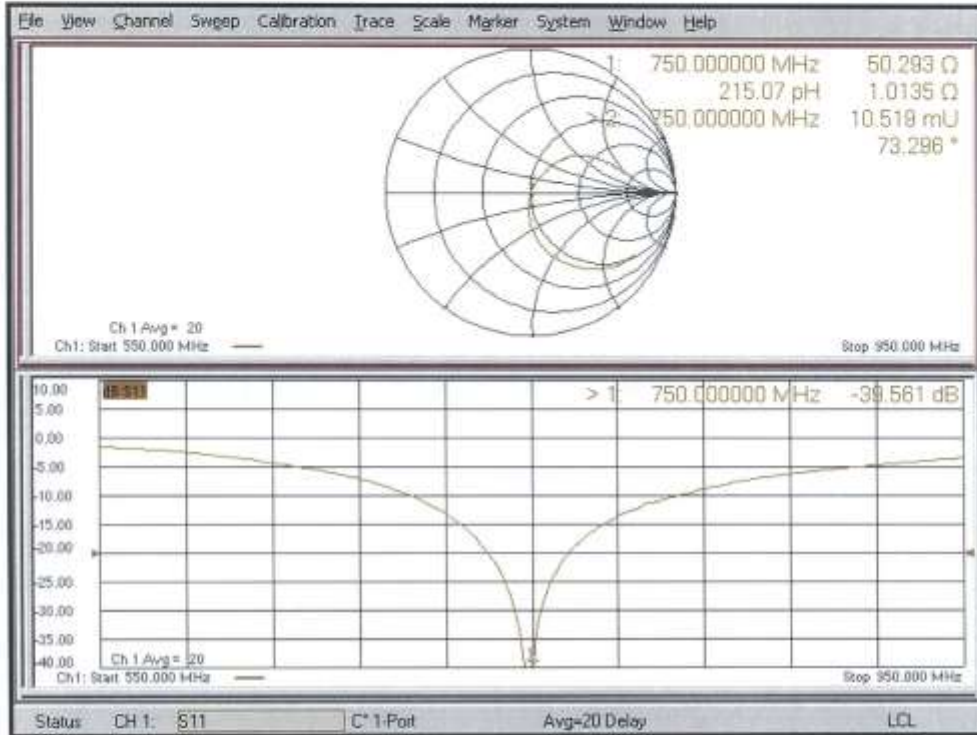 File View Channel Sweep Calibration Trace Scale Marker System Window Help
1: 750.000000 MHz 50.293 Ω
215.07 pH 1.0135 Ω
> 2: 750.000000 MHz 10.519 mU
73.296 °
Ch 1 Avg = 20
Ch1: Start 550.000 MHz Stop 950.000 MHz
10.00 dB-S11 > 1: 750.000000 MHz -39.561 dB
5.00
0.00
-5.00
-10.00
-15.00
-20.00
-25.00
-30.00
-35.00
-40.00 Ch 1 Avg = 20
Ch1: Start 550.000 MHz Stop 950.000 MHz
Status CH 1: S11 C* 1-Port Avg=20 Delay LCL